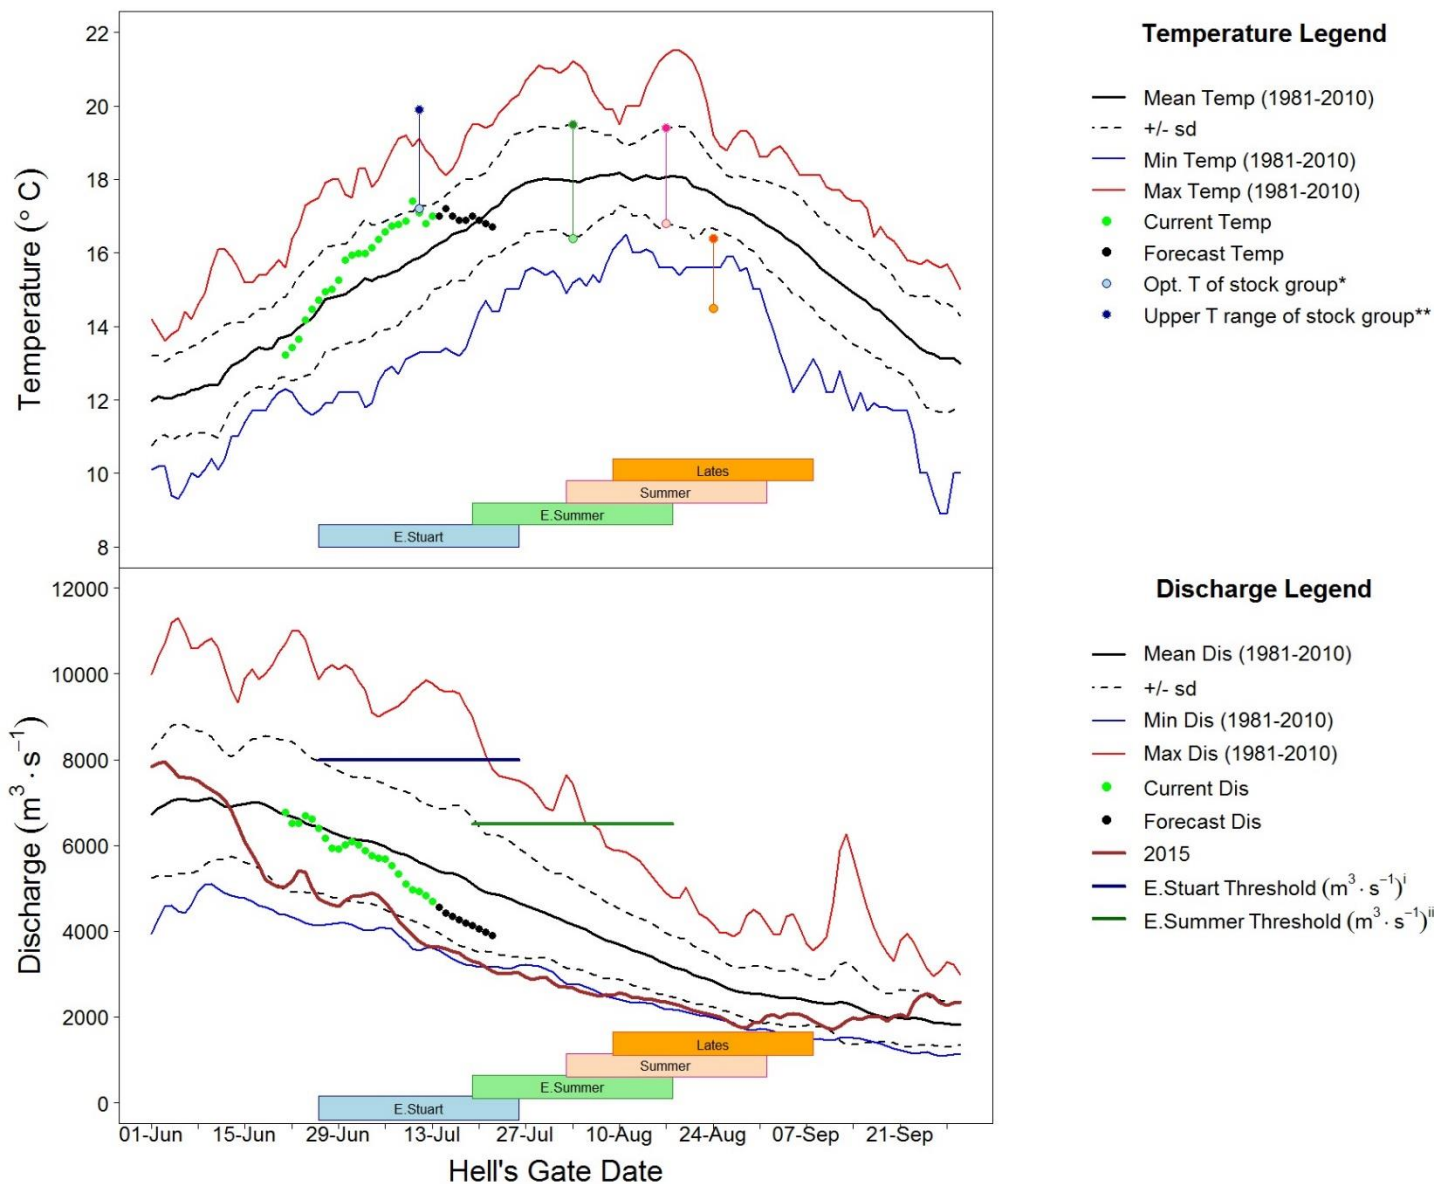 Temperature (° C)
22
20
18
16
14
12
10
8
Lates
Summer
E.Summer
E.Stuart
Temperature Legend
Mean Temp (1981-2010)
+/- sd
Min Temp (1981-2010)
Max Temp (1981-2010)
Current Temp
Forecast Temp
Opt. T of stock group*
Upper T range of stock group**
Discharge (m³ · s⁻¹)
12000
10000
8000
6000
4000
2000
0
Lates
Summer
E.Summer
E.Stuart
01-Jun 15-Jun 29-Jun 13-Jul 27-Jul 10-Aug 24-Aug 07-Sep 21-Sep
Hell's Gate Date
Discharge Legend
Mean Dis (1981-2010)
+/- sd
Min Dis (1981-2010)
Max Dis (1981-2010)
Current Dis
Forecast Dis
2015
E.Stuart Threshold (m³ · s⁻¹)ⁱ
E.Summer Threshold (m³ · s⁻¹)ⁱⁱ